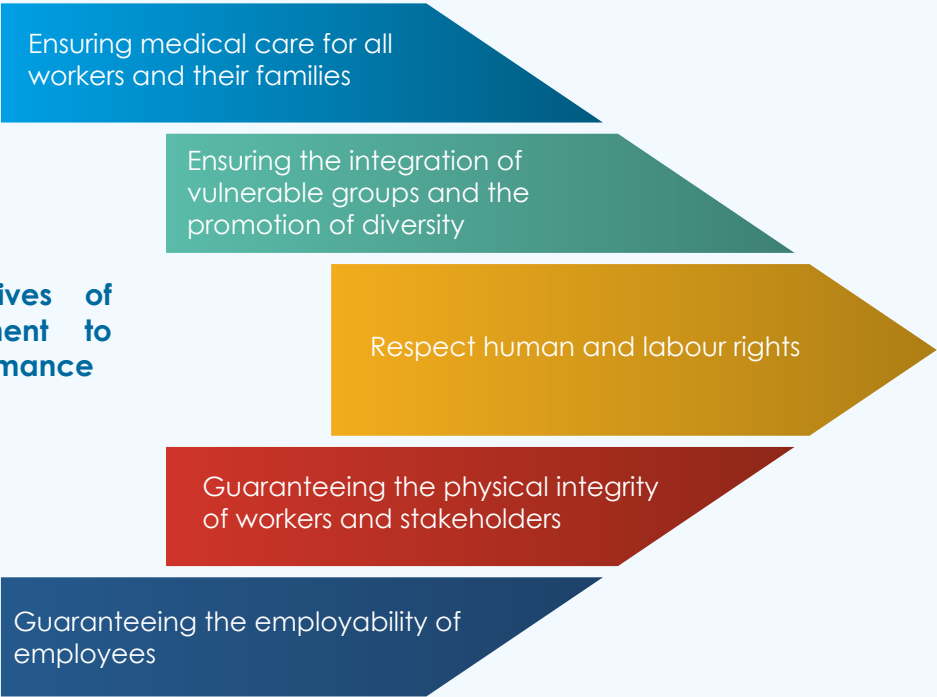 Ensuring medical care for all
workers and their families
Ensuring the integration of
vulnerable groups and the
promotion of diversity
of
to
Respect human and labour rights
Guaranteeing the physical integrity
of workers and stakeholders
Guaranteeing the employability of
employees